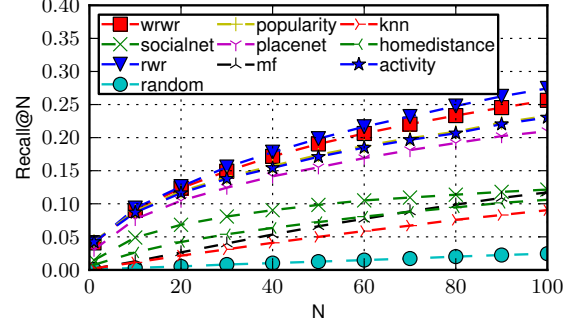 0.40
0.35
0.30
0.25
0.20
0.15
0.10
0.05
0.00
Recall@N
wrwr popularity knn
socialnet placenet homedistance
rwr mf activity
random
0 20 40 60 80 100
N